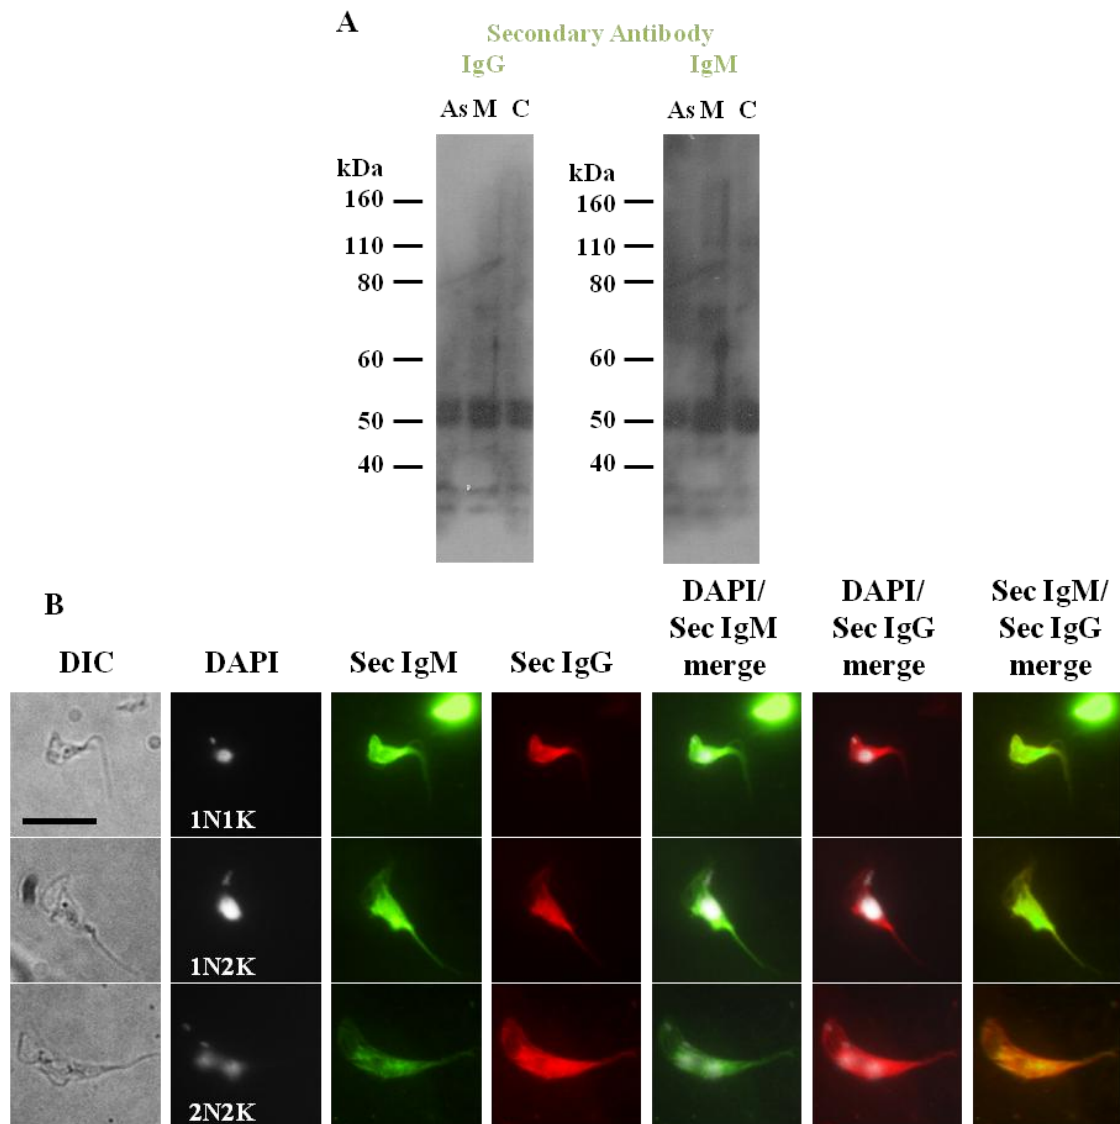 A
Secondary Antibody
IgG IgM
As M C As M C
kDa kDa
160 160
110 110
80 80
60 60
50 50
40 40
B
DIC DAPI Sec IgM Sec IgG DAPI/ Sec IgM merge DAPI/ Sec IgG merge Sec IgM/ Sec IgG merge
1N1K
1N2K
2N2K